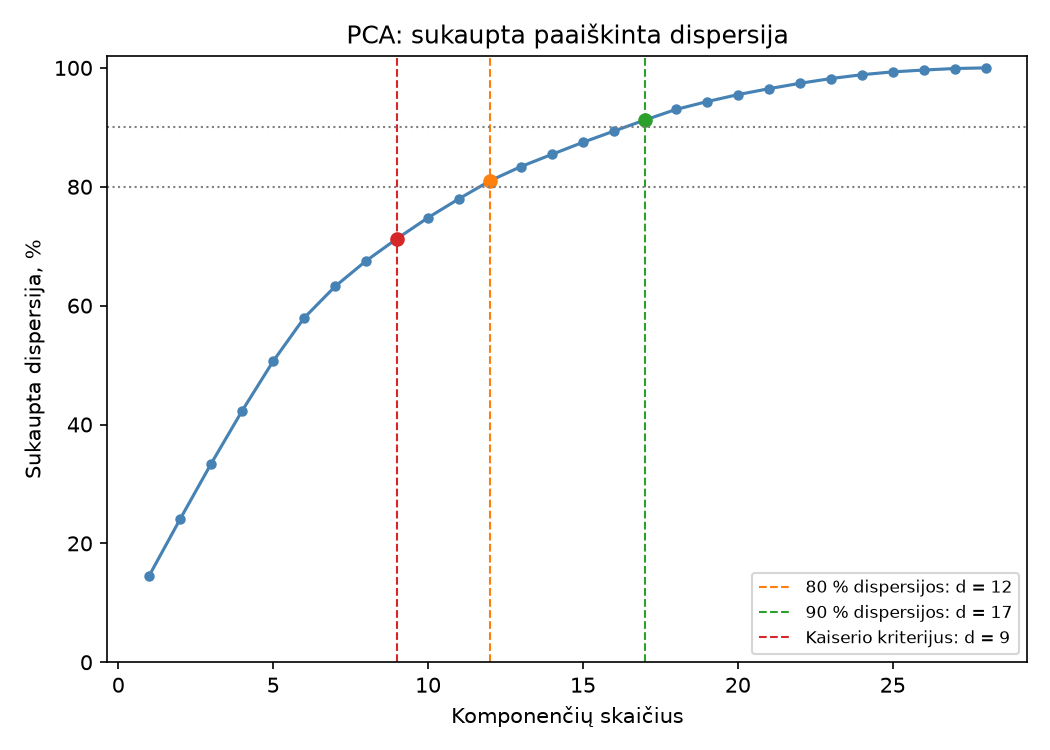 PCA: sukaupta paaiškinta dispersija
Sukaupta dispersija, %
100
80
60
40
20
0
0 5 10 15 20 25
Komponenčių skaičius
80 % dispersijos: d = 12
90 % dispersijos: d = 17
Kaiserio kriterijus: d = 9